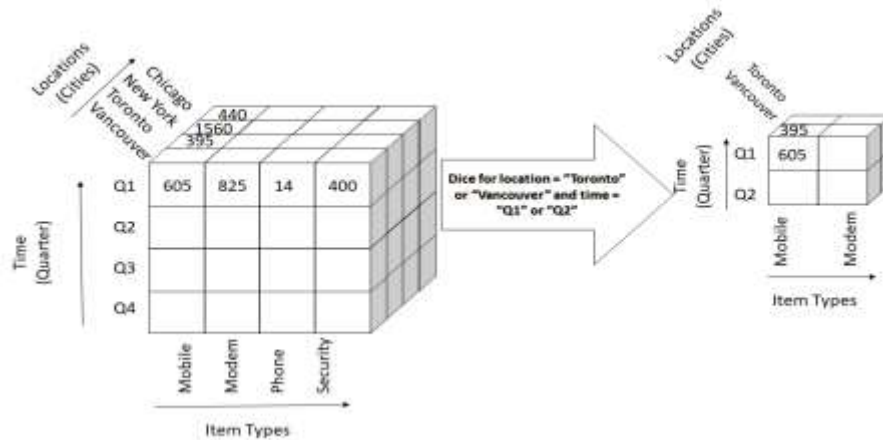 Locations
(Cities)
Chicago
New York
Toronto
Vancouver
440
1560
395
Q1 605 825 14 400
Q2
Q3
Q4
Time
(Quarter)
Mobile
Modem
Phone
Security
Item Types
Dice for location = "Toronto"
or "Vancouver" and time =
"Q1" or "Q2"
Locations
(Cities)
Toronto
Vancouver
395
Q1 605
Q2
Time
(Quarter)
Mobile
Modem
Item Types